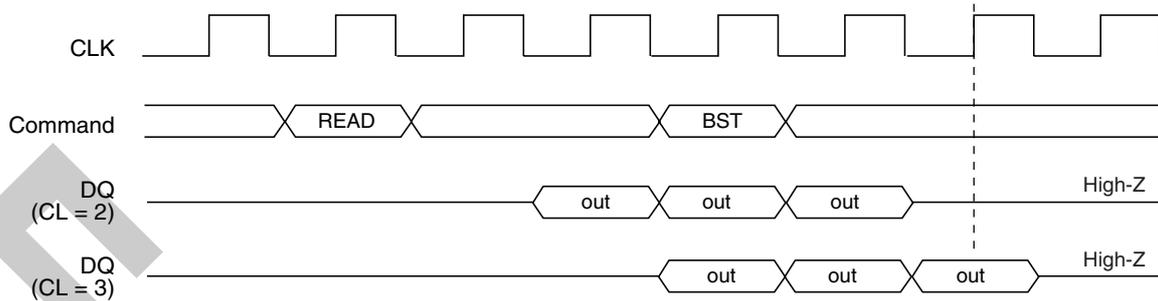 CLK
Command
READ
BST
DQ
(CL = 2)
out
out
out
High-Z
DQ
(CL = 3)
out
out
out
High-Z